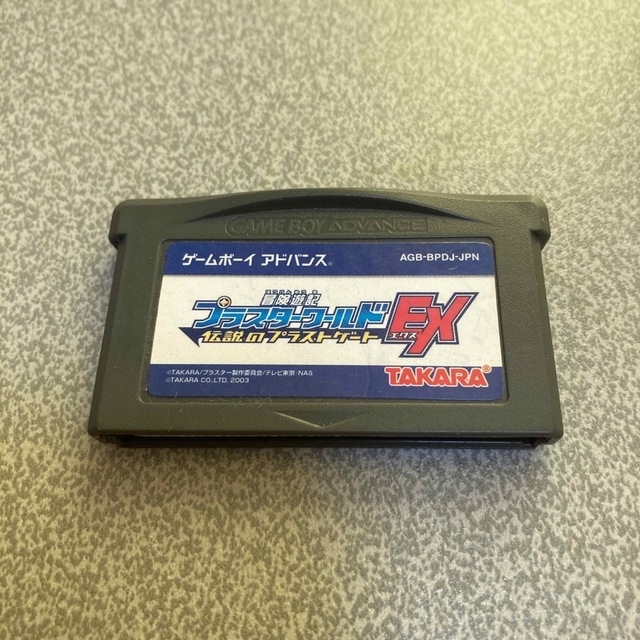 GAME BOY ADVANCE
ゲームボーイ アドバンス® AGB-BPDJ-JPN
冒険遊記
プラスターワールド
EX
エクス
伝説のプラストゲート
©TAKARA/プラスター製作委員会/テレビ東京・NAS
©TAKARA CO.,LTD. 2003
TAKARA®